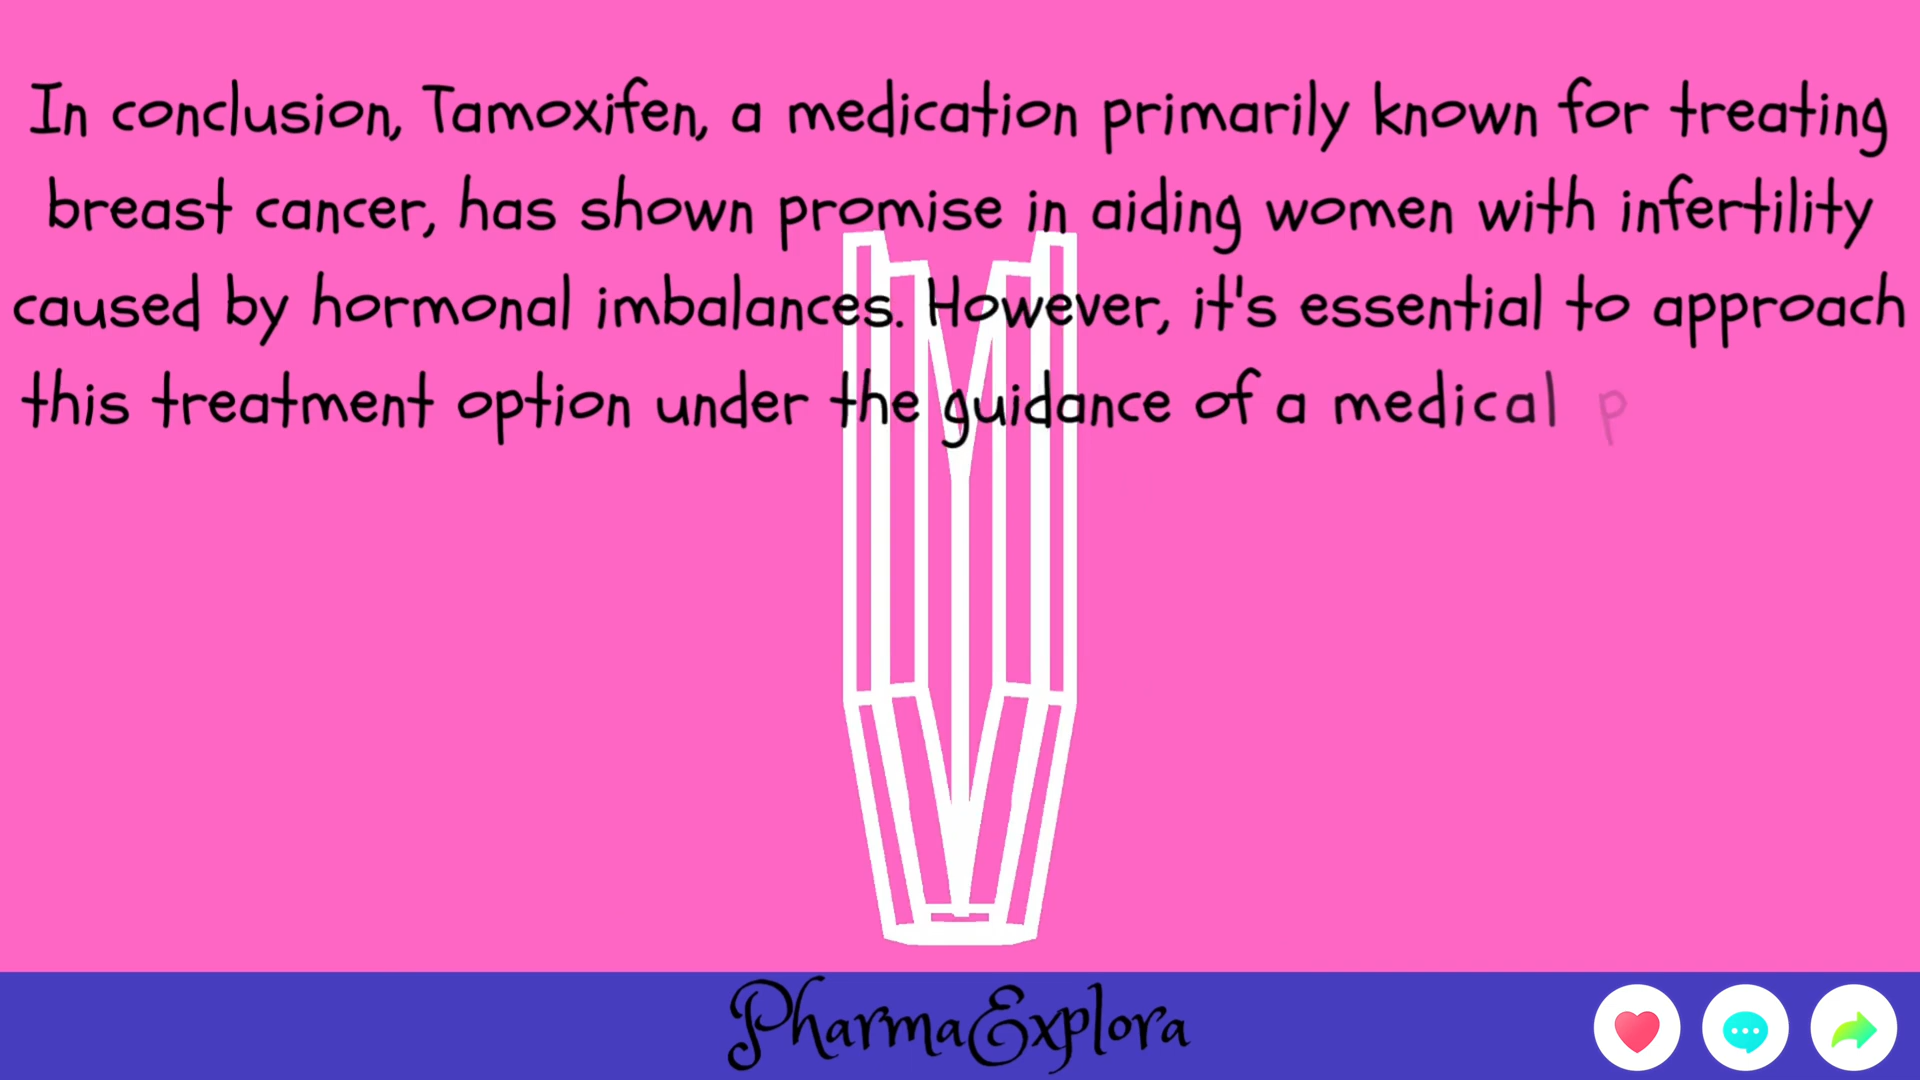 In conclusion, Tamoxifen, a medication primarily known for treating
breast cancer, has shown promise in aiding women with infertility
caused by hormonal imbalances. However, it's essential to approach
this treatment option under the guidance of a medical p
PharmaExplora